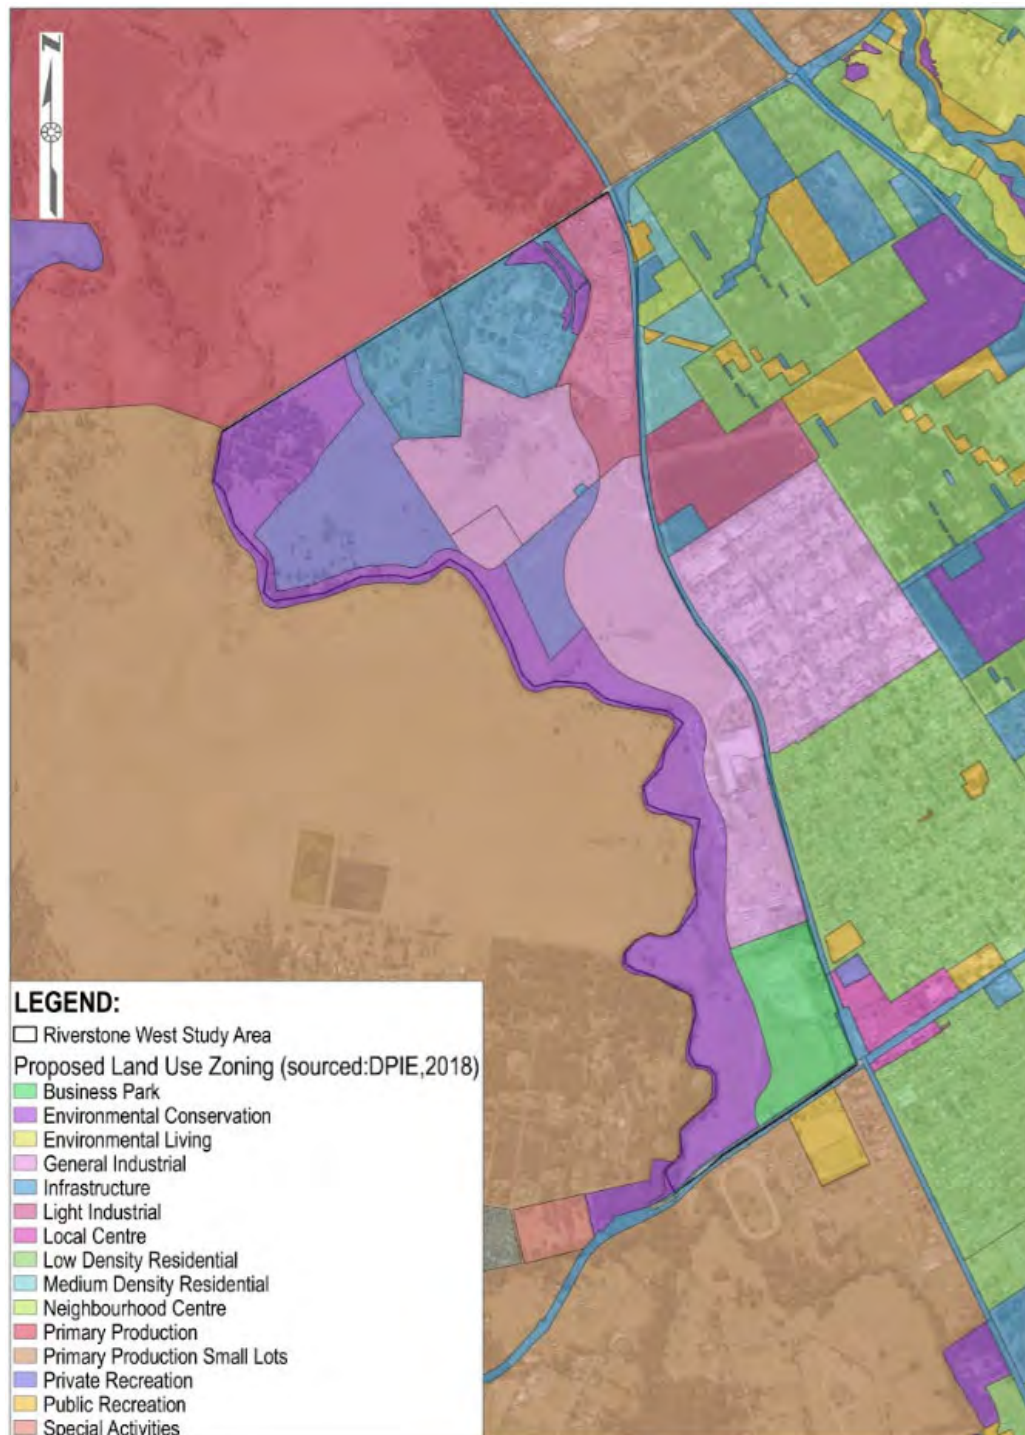 N
LEGEND:
Riverstone West Study Area
Proposed Land Use Zoning (sourced:DPIE,2018)
Business Park
Environmental Conservation
Environmental Living
General Industrial
Infrastructure
Light Industrial
Local Centre
Low Density Residential
Medium Density Residential
Neighbourhood Centre
Primary Production
Primary Production Small Lots
Private Recreation
Public Recreation
Special Activities